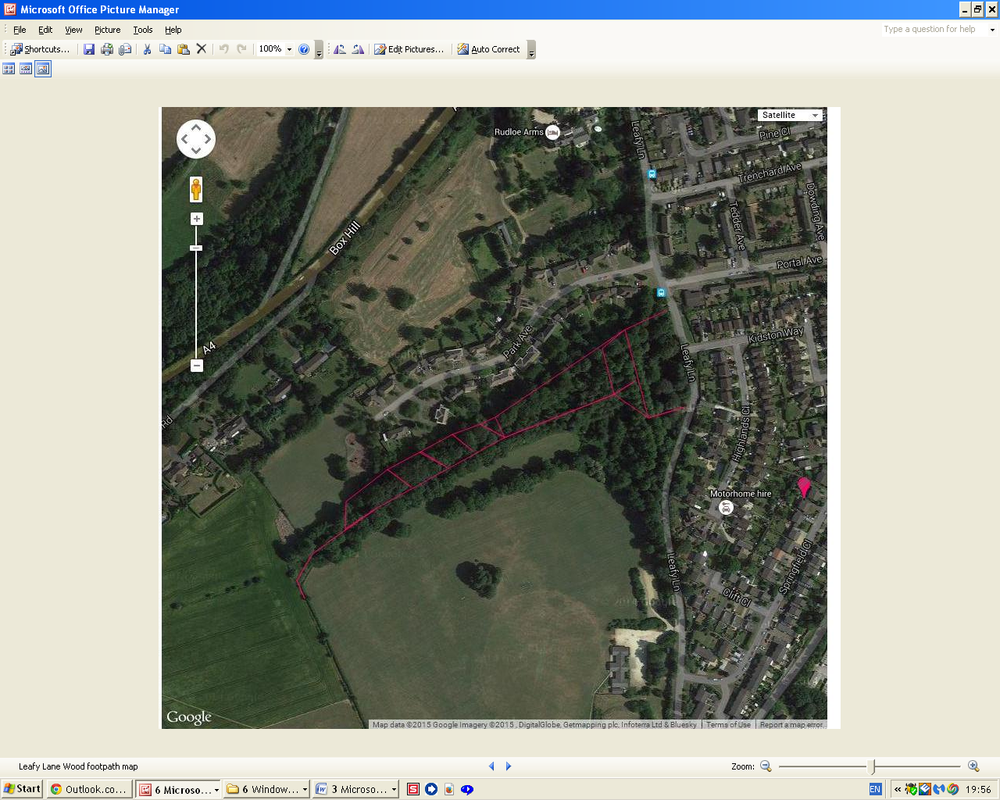 Microsoft Office Picture Manager
File Edit View Picture Tools Help
Type a question for help
Shortcuts... 100% Edit Pictures... Auto Correct
Satellite
Rudloe Arms
Leafy Ln
Pine Cl
Trenchard Ave
Dowding Ave
Tedder Ave
Box Hill
Portal Ave
A4
Park Ave
Kidston Way
Leafy Ln
Rd
Highlands Cl
Motorhome hire
Springfield Cl
Leafy Ln
Clift Cl
Google
Map data ©2015 Google Imagery ©2015 , DigitalGlobe, Getmapping plc, Infoterra Ltd & Bluesky Terms of Use Report a map error
Leafy Lane Wood footpath map
Zoom:
Start Outlook.co... 6 Microso... 6 Window... 3 Microso... S EN « 19:56